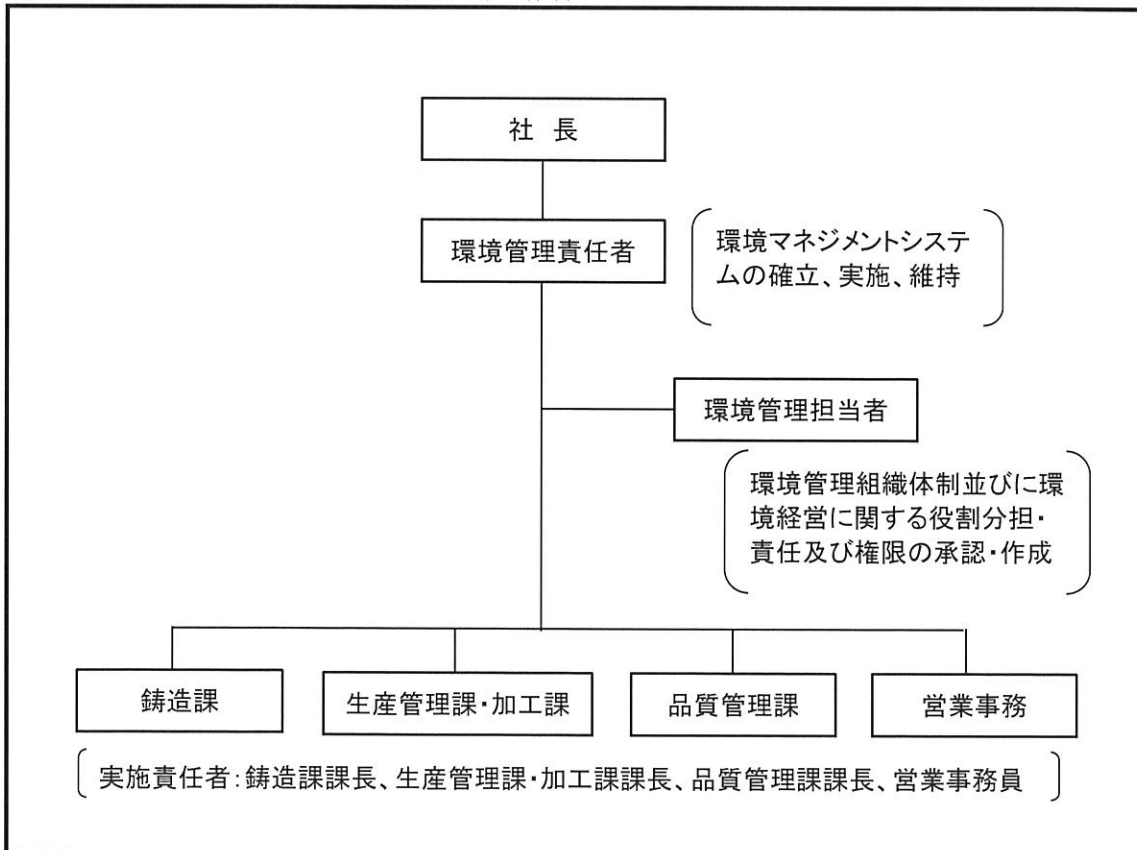 社 長
環境管理責任者
環境マネジメントシステ
ムの確立、実施、維持
環境管理担当者
環境管理組織体制並びに環
境経営に関する役割分担・
責任及び権限の承認・作成
鋳造課
生産管理課・加工課
品質管理課
営業事務
実施責任者:鋳造課課長、生産管理課・加工課課長、品質管理課課長、営業事務員